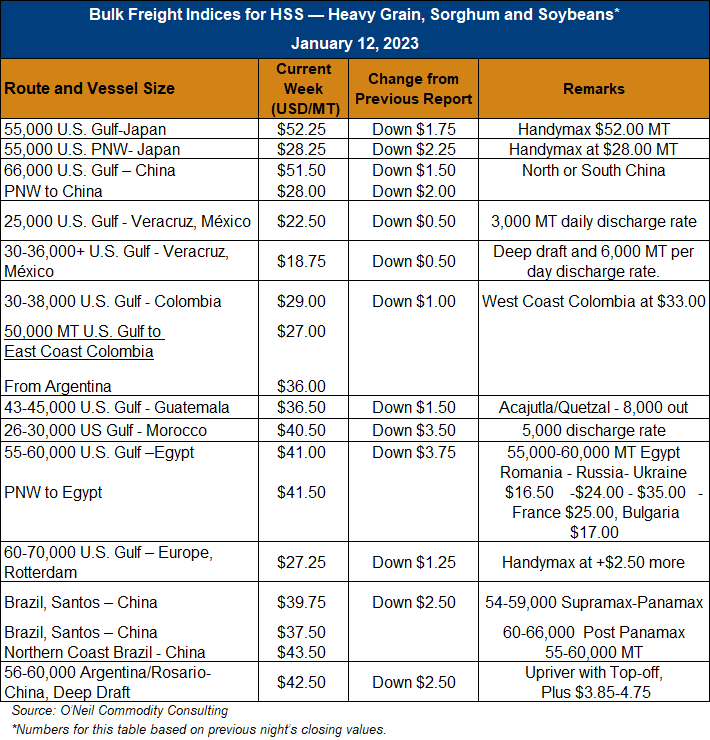 Bulk Freight Indices for HSS — Heavy Grain, Sorghum and Soybeans*
January 12, 2023
Route and Vessel Size
Current
Week
(USD/MT)
Change from
Previous Report
Remarks
55,000 U.S. Gulf-Japan $52.25 Down $1.75 Handymax $52.00 MT
55,000 U.S. PNW- Japan $28.25 Down $2.25 Handymax at $28.00 MT
66,000 U.S. Gulf – China $51.50 Down $1.50 North or South China
PNW to China $28.00 Down $2.00
25,000 U.S. Gulf - Veracruz, México $22.50 Down $0.50 3,000 MT daily discharge rate
30-36,000+ U.S. Gulf - Veracruz,
México
$18.75 Down $0.50
Deep draft and 6,000 MT per
day discharge rate.
30-38,000 U.S. Gulf - Colombia $29.00 Down $1.00 West Coast Colombia at $33.00
50,000 MT U.S. Gulf to $27.00
East Coast Colombia
From Argentina $36.00
43-45,000 U.S. Gulf - Guatemala $36.50 Down $1.50 Acajutla/Quetzal - 8,000 out
26-30,000 US Gulf - Morocco $40.50 Down $3.50 5,000 discharge rate
55-60,000 U.S. Gulf –Egypt $41.00 Down $3.75 55,000-60,000 MT Egypt
Romania - Russia- Ukraine
PNW to Egypt $41.50 $16.50 -$24.00 - $35.00 -
France $25.00, Bulgaria
$17.00
60-70,000 U.S. Gulf – Europe,
Rotterdam
$27.25 Down $1.25 Handymax at +$2.50 more
Brazil, Santos – China $39.75 Down $2.50 54-59,000 Supramax-Panamax
Brazil, Santos – China $37.50 60-66,000 Post Panamax
Northern Coast Brazil - China $43.50 55-60,000 MT
56-60,000 Argentina/Rosario-
China, Deep Draft
$42.50 Down $2.50
Upriver with Top-off,
Plus $3.85-4.75
Source: O'Neil Commodity Consulting
*Numbers for this table based on previous night's closing values.